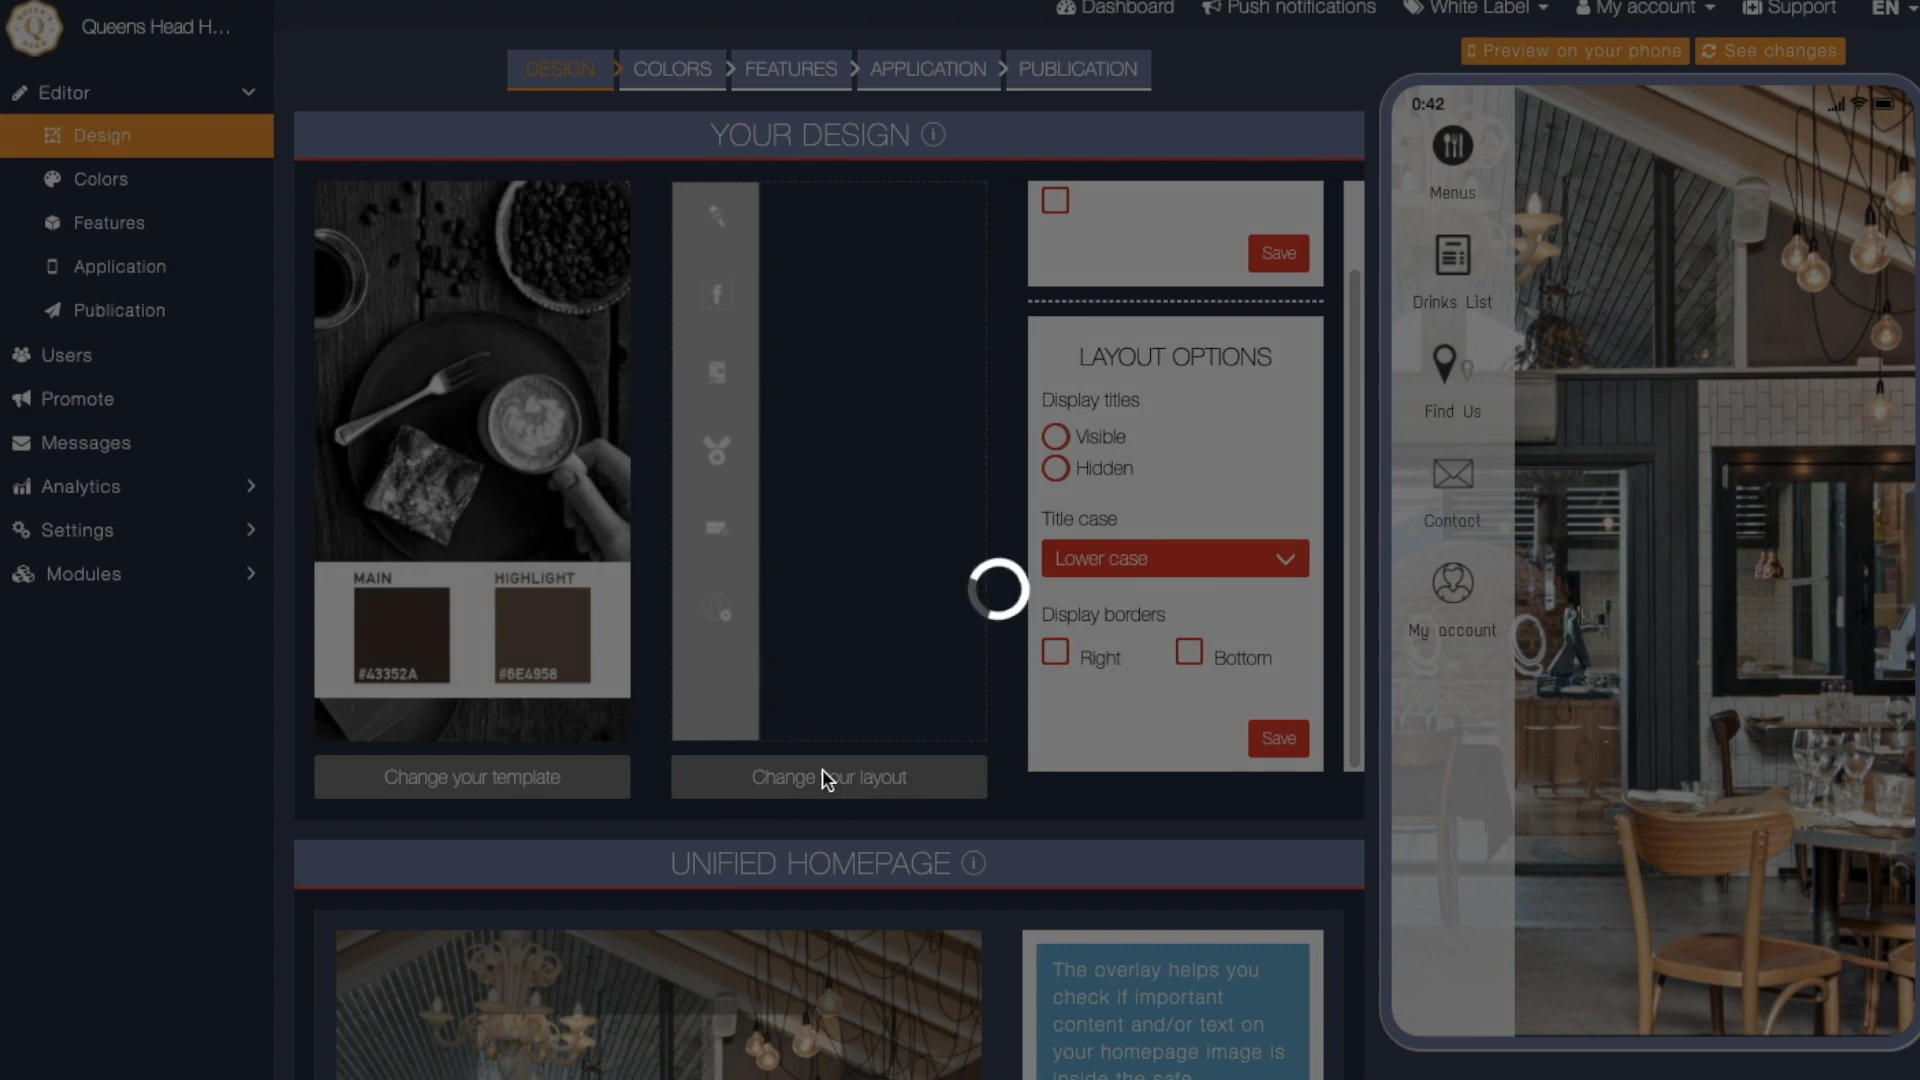 Queens Head H...
Dashboard
Push notifications
White Label
My account
Support
EN
Preview on your phone
See changes
Editor
Design
Colors
Features
Application
Publication
Users
Promote
Messages
Analytics
Settings
Modules
DESIGN
COLORS
FEATURES
APPLICATION
PUBLICATION
YOUR DESIGN
MAIN
HIGHLIGHT
#43352A
#6E4958
Change your template
Change your layout
Save
LAYOUT OPTIONS
Display titles
Visible
Hidden
Title case
Lower case
Display borders
Right
Bottom
Save
UNIFIED HOMEPAGE
The overlay helps you
check if important
content and/or text on
your homepage image is
inside the safe
0:42
Menus
Drinks List
Find Us
Contact
My account